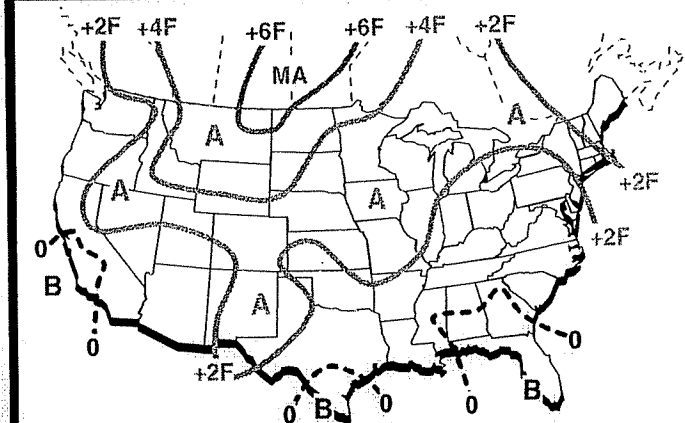 +2F +4F +6F +6F +4F +2F
MA
A A
A A
+2F
+2F
0
B A
0 0
+2F
0 B 0 0 B